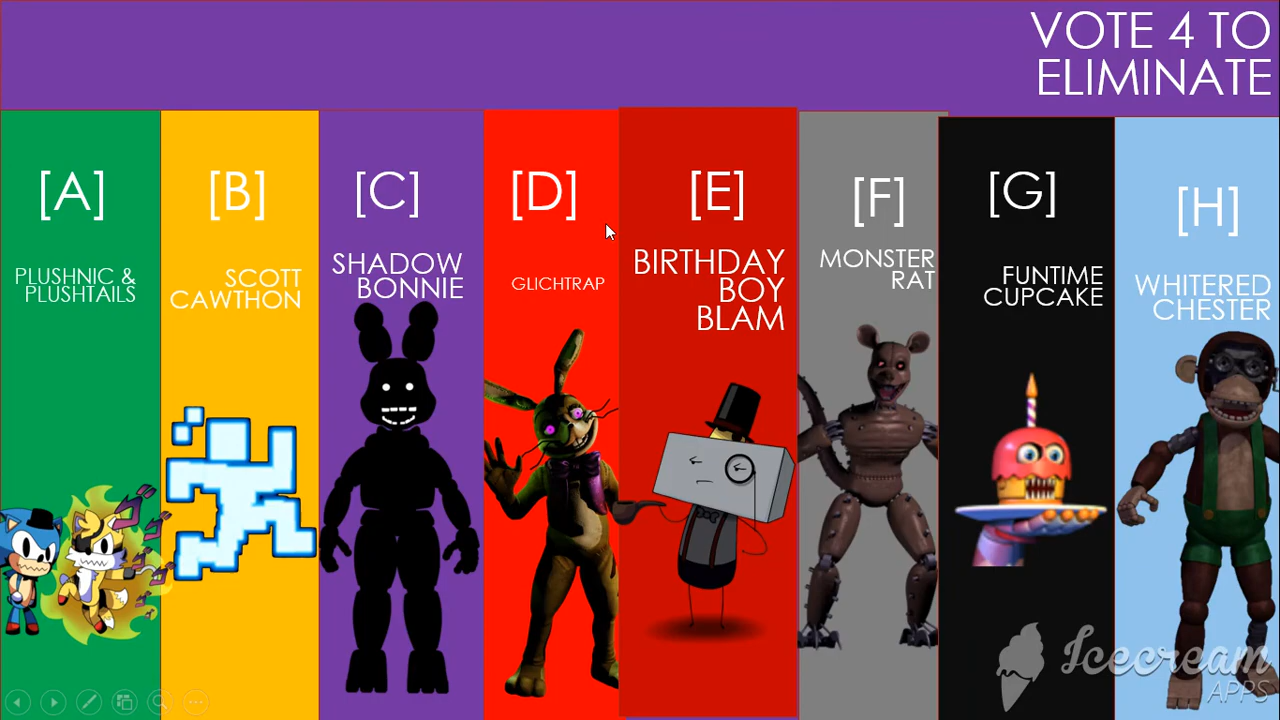 VOTE 4 TO
ELIMINATE
[A]
PLUSHNIC &
PLUSHTAILS
[B]
SCOTT
CAWTHON
[C]
SHADOW
BONNIE
[D]
GLICHTRAP
[E]
BIRTHDAY
BOY
BLAM
[F]
MONSTER
RAT
[G]
FUNTIME
CUPCAKE
[H]
WHITERED
CHESTER
Icecream
APPS